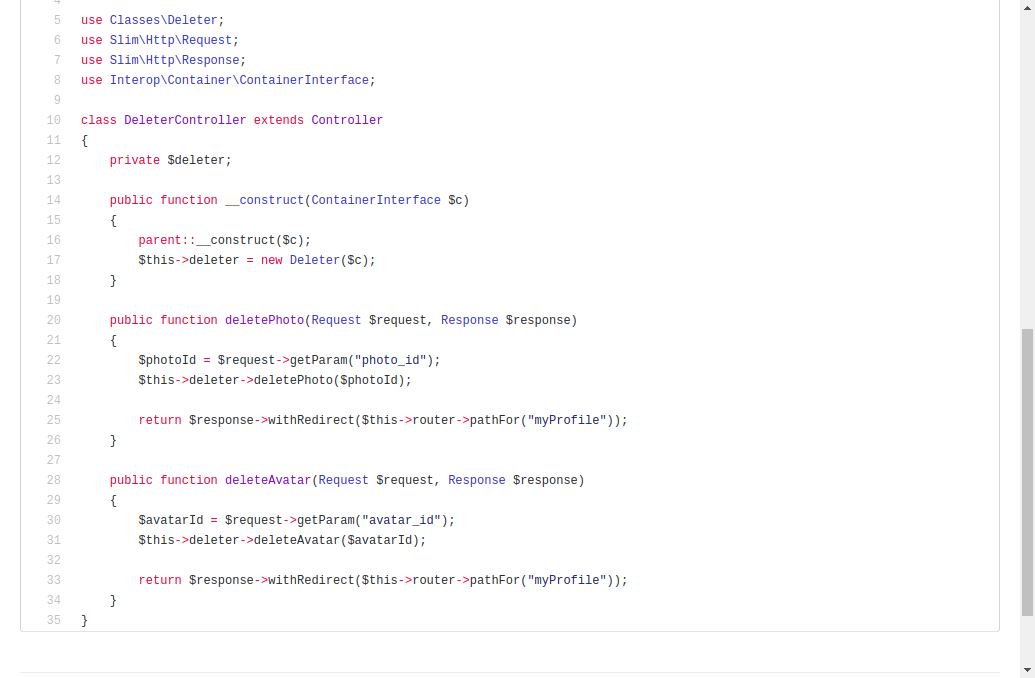 4
5 use Classes\Deleter;
6 use Slim\Http\Request;
7 use Slim\Http\Response;
8 use Interop\Container\ContainerInterface;
9
10 class DeleterController extends Controller
11 {
12     private $deleter;
13
14     public function __construct(ContainerInterface $c)
15     {
16         parent::__construct($c);
17         $this->deleter = new Deleter($c);
18     }
19
20     public function deletePhoto(Request $request, Response $response)
21     {
22         $photoId = $request->getParam("photo_id");
23         $this->deleter->deletePhoto($photoId);
24
25         return $response->withRedirect($this->router->pathFor("myProfile"));
26     }
27
28     public function deleteAvatar(Request $request, Response $response)
29     {
30         $avatarId = $request->getParam("avatar_id");
31         $this->deleter->deleteAvatar($avatarId);
32
33         return $response->withRedirect($this->router->pathFor("myProfile"));
34     }
35 }